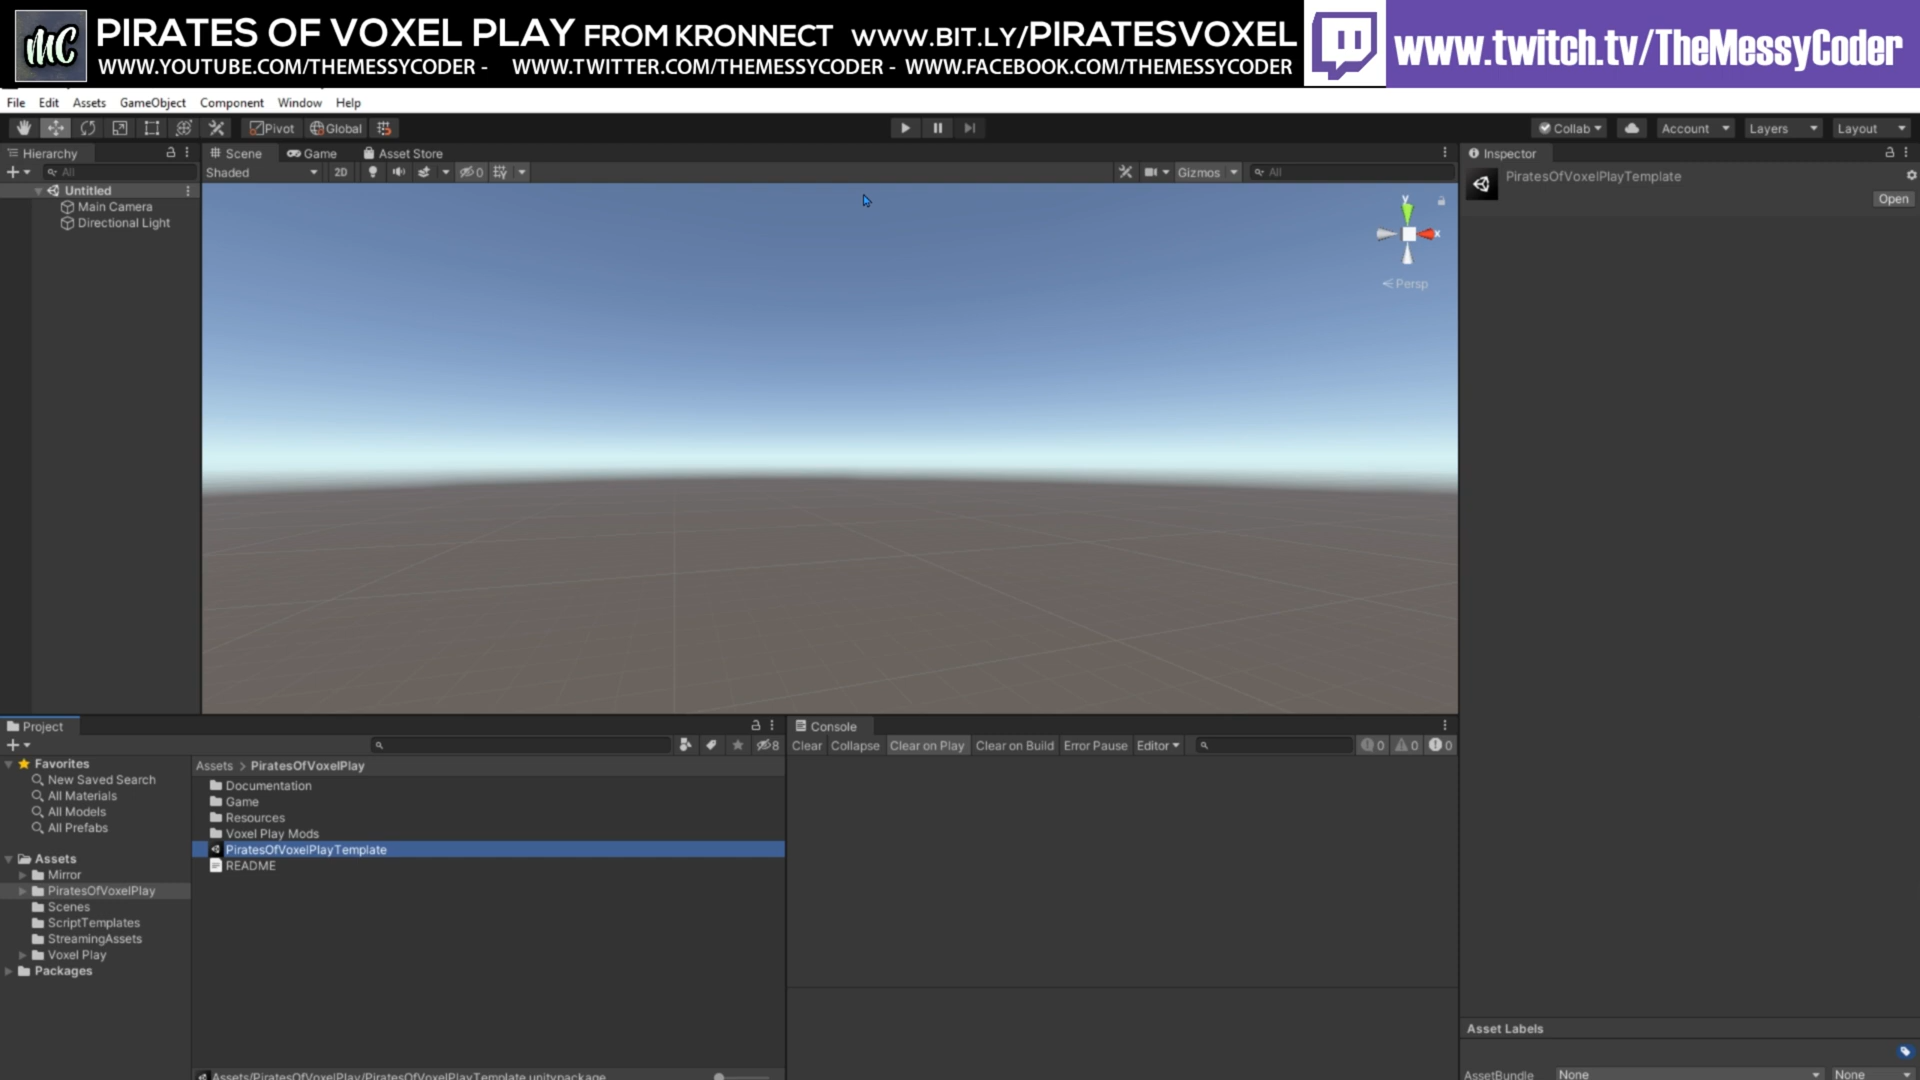 MC PIRATES OF VOXEL PLAY FROM KRONNECT WWW.BIT.LY/PIRATESVOXEL
WWW.YOUTUBE.COM/THEMESSYCODER - WWW.TWITTER.COM/THEMESSYCODER - WWW.FACEBOOK.COM/THEMESSYCODER
www.twitch.tv/TheMessyCoder
File Edit Assets GameObject Component Window Help
Pivot Global Collab Account Layers Layout
Hierarchy
All
Untitled
Main Camera
Directional Light
Scene Game Asset Store
Shaded 2D 0 Gizmos All
y
x
Persp
Inspector
PiratesOfVoxelPlayTemplate
Open
Project
8
Favorites
New Saved Search
All Materials
All Models
All Prefabs
Assets
Mirror
PiratesOfVoxelPlay
Scenes
ScriptTemplates
StreamingAssets
Voxel Play
Packages
Assets > PiratesOfVoxelPlay
Documentation
Game
Resources
Voxel Play Mods
PiratesOfVoxelPlayTemplate
README
Assets/PiratesOfVoxelPlay/PiratesOfVoxelPlayTemplate.unitypackage
Console
Clear Collapse Clear on Play Clear on Build Error Pause Editor 0 0 0
Asset Labels
AssetBundle None None